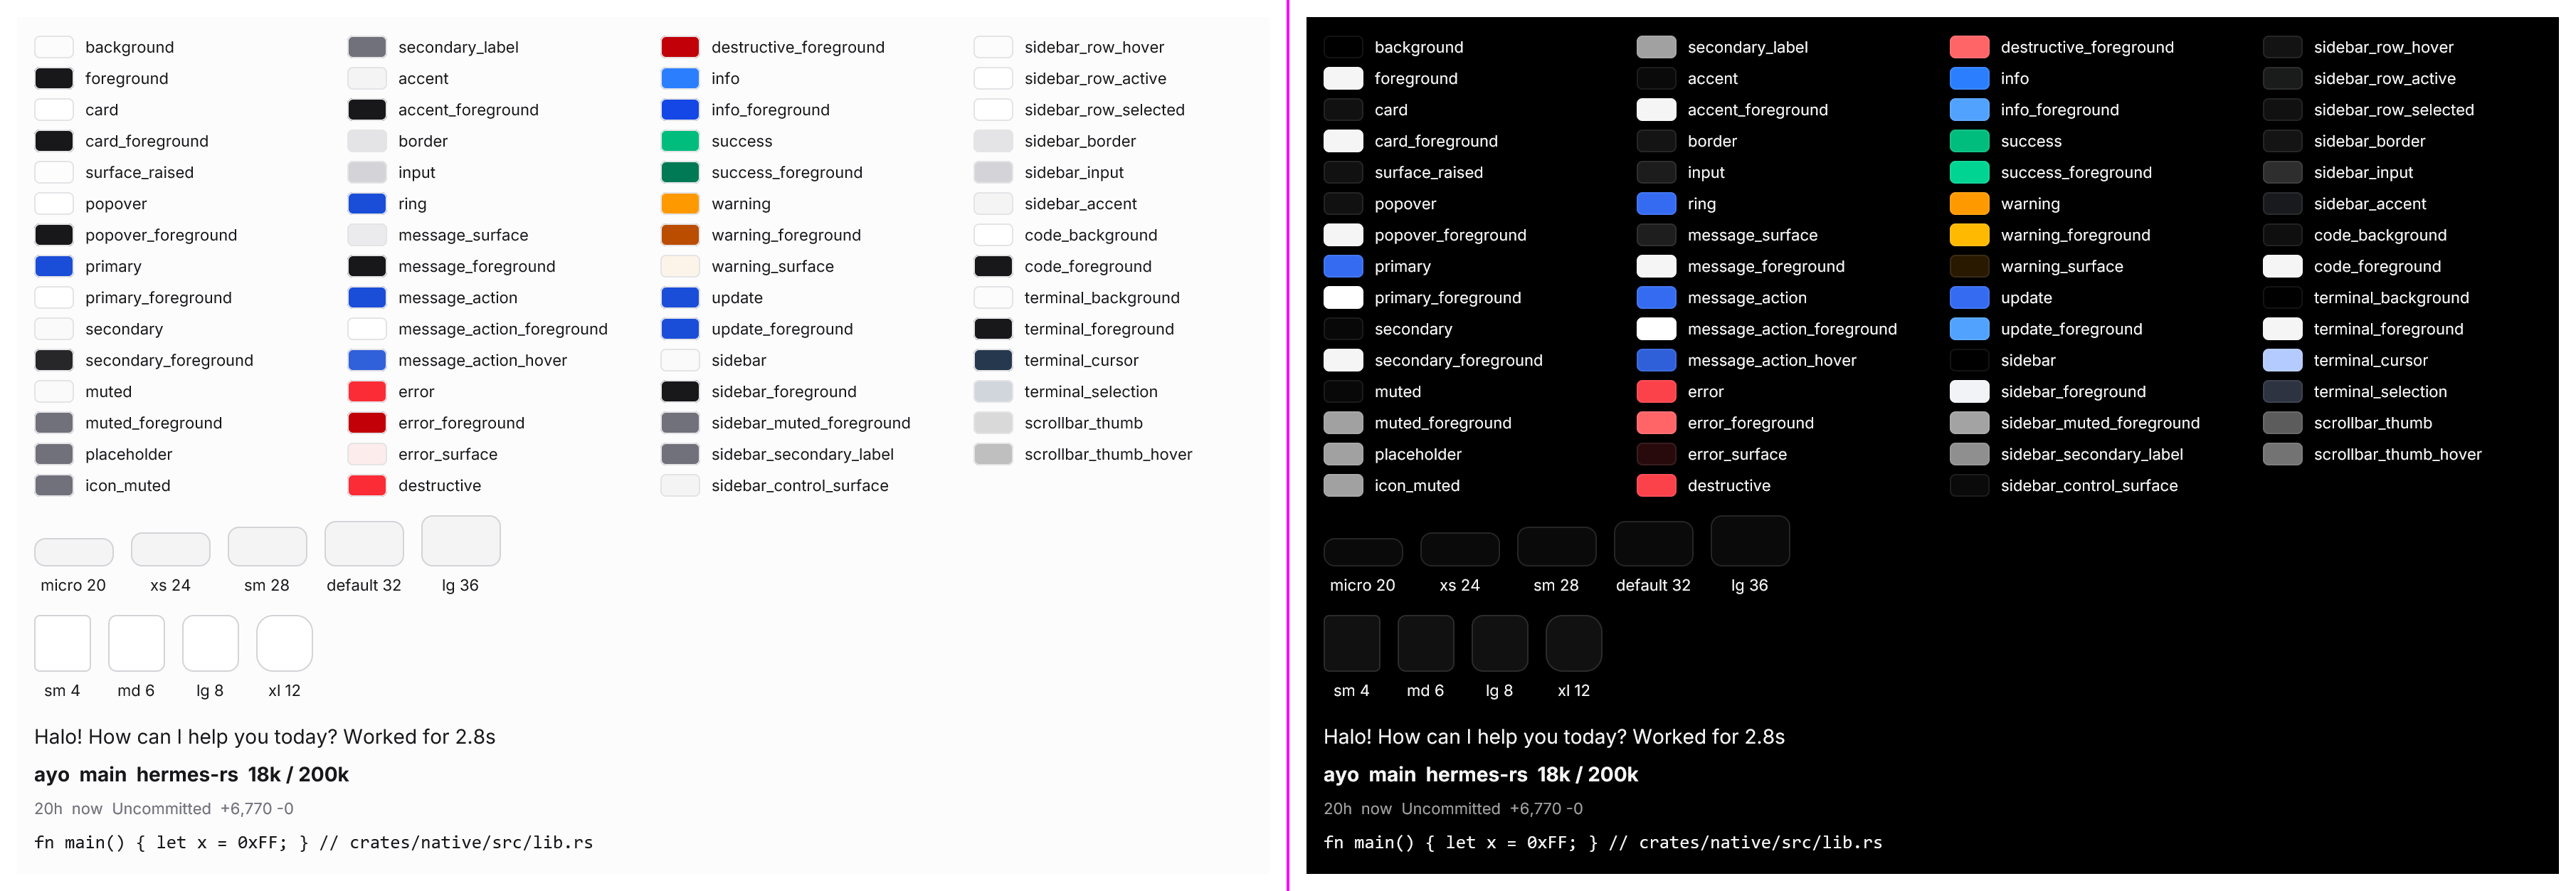 background
foreground
card
card_foreground
surface_raised
popover
popover_foreground
primary
primary_foreground
secondary
secondary_foreground
muted
muted_foreground
placeholder
icon_muted
secondary_label
accent
accent_foreground
border
input
ring
message_surface
message_foreground
message_action
message_action_foreground
message_action_hover
error
error_foreground
error_surface
destructive
destructive_foreground
info
info_foreground
success
success_foreground
warning
warning_foreground
warning_surface
update
update_foreground
sidebar
sidebar_foreground
sidebar_muted_foreground
sidebar_secondary_label
sidebar_control_surface
sidebar_row_hover
sidebar_row_active
sidebar_row_selected
sidebar_border
sidebar_input
sidebar_accent
code_background
code_foreground
terminal_background
terminal_foreground
terminal_cursor
terminal_selection
scrollbar_thumb
scrollbar_thumb_hover
micro 20 xs 24 sm 28 default 32 lg 36
sm 4 md 6 lg 8 xl 12
Halo! How can I help you today? Worked for 2.8s
ayo main hermes-rs 18k / 200k
20h now Uncommitted +6,770 -0
fn main() { let x = 0xFF; } // crates/native/src/lib.rs
background
foreground
card
card_foreground
surface_raised
popover
popover_foreground
primary
primary_foreground
secondary
secondary_foreground
muted
muted_foreground
placeholder
icon_muted
secondary_label
accent
accent_foreground
border
input
ring
message_surface
message_foreground
message_action
message_action_foreground
message_action_hover
error
error_foreground
error_surface
destructive
destructive_foreground
info
info_foreground
success
success_foreground
warning
warning_foreground
warning_surface
update
update_foreground
sidebar
sidebar_foreground
sidebar_muted_foreground
sidebar_secondary_label
sidebar_control_surface
sidebar_row_hover
sidebar_row_active
sidebar_row_selected
sidebar_border
sidebar_input
sidebar_accent
code_background
code_foreground
terminal_background
terminal_foreground
terminal_cursor
terminal_selection
scrollbar_thumb
scrollbar_thumb_hover
micro 20 xs 24 sm 28 default 32 lg 36
sm 4 md 6 lg 8 xl 12
Halo! How can I help you today? Worked for 2.8s
ayo main hermes-rs 18k / 200k
20h now Uncommitted +6,770 -0
fn main() { let x = 0xFF; } // crates/native/src/lib.rs